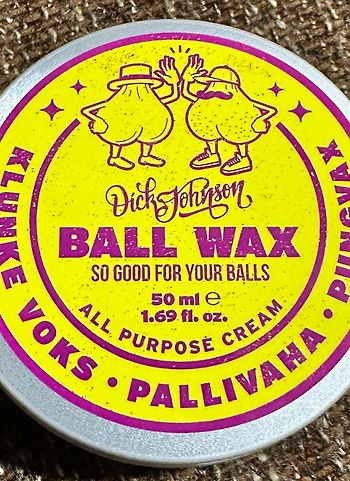 Dick Johnson
BALL WAX
SO GOOD FOR YOUR BALLS
50 ml ℮
1.69 fl. oz.
ALL PURPOSE CREAM
KLUNKE VOKS • PALLIVAHA • PUNGVAX